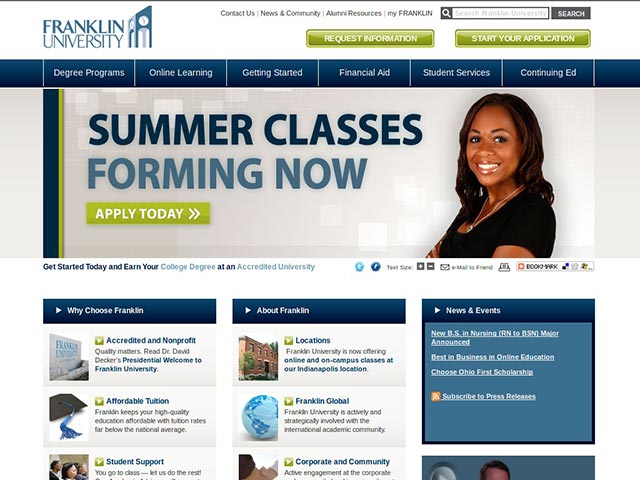 FRANKLIN
UNIVERSITY
Contact Us | News & Community | Alumni Resources | my FRANKLIN
Search Franklin University
SEARCH
REQUEST INFORMATION
START YOUR APPLICATION
Degree Programs
Online Learning
Getting Started
Financial Aid
Student Services
Continuing Ed
SUMMER CLASSES
FORMING NOW
APPLY TODAY
Get Started Today and Earn Your College Degree at an Accredited University
Text Size:
e-Mail to Friend
BOOKMARK
Why Choose Franklin
Accredited and Nonprofit
Quality matters. Read Dr. David
Decker's Presidential Welcome to
Franklin University.
Affordable Tuition
Franklin keeps your high-quality
education affordable with tuition rates
far below the national average.
Student Support
You go to class — let us do the rest!
About Franklin
Locations
Franklin University is now offering
online and on-campus classes at
our Indianapolis location.
Franklin Global
Franklin University is actively and
strategically involved with the
international academic community.
Corporate and Community
Active engagement at the corporate
News & Events
New B.S. in Nursing (RN to BSN) Major
Announced
Best in Business in Online Education
Choose Ohio First Scholarship
Subscribe to Press Releases